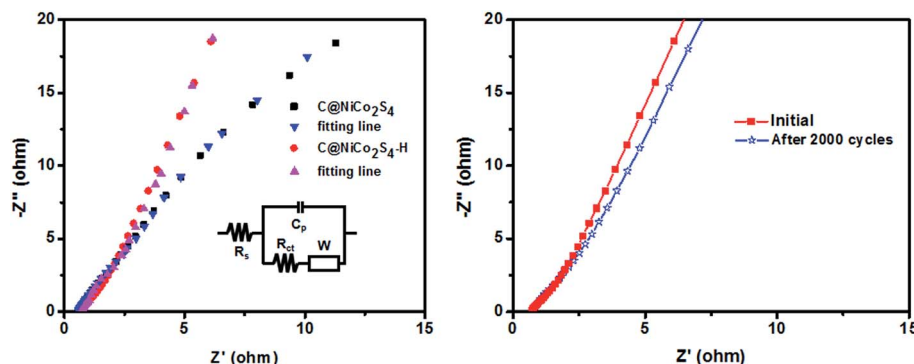 20
15
10
5
0
0
5
10
15
-Z" (ohm)
Z' (ohm)
C@NiCo2S4
fitting line
C@NiCo2S4-H
fitting line
Cp
Rs
Rct
W
20
15
10
5
0
0
5
10
15
-Z" (ohm)
Z' (ohm)
Initial
After 2000 cycles